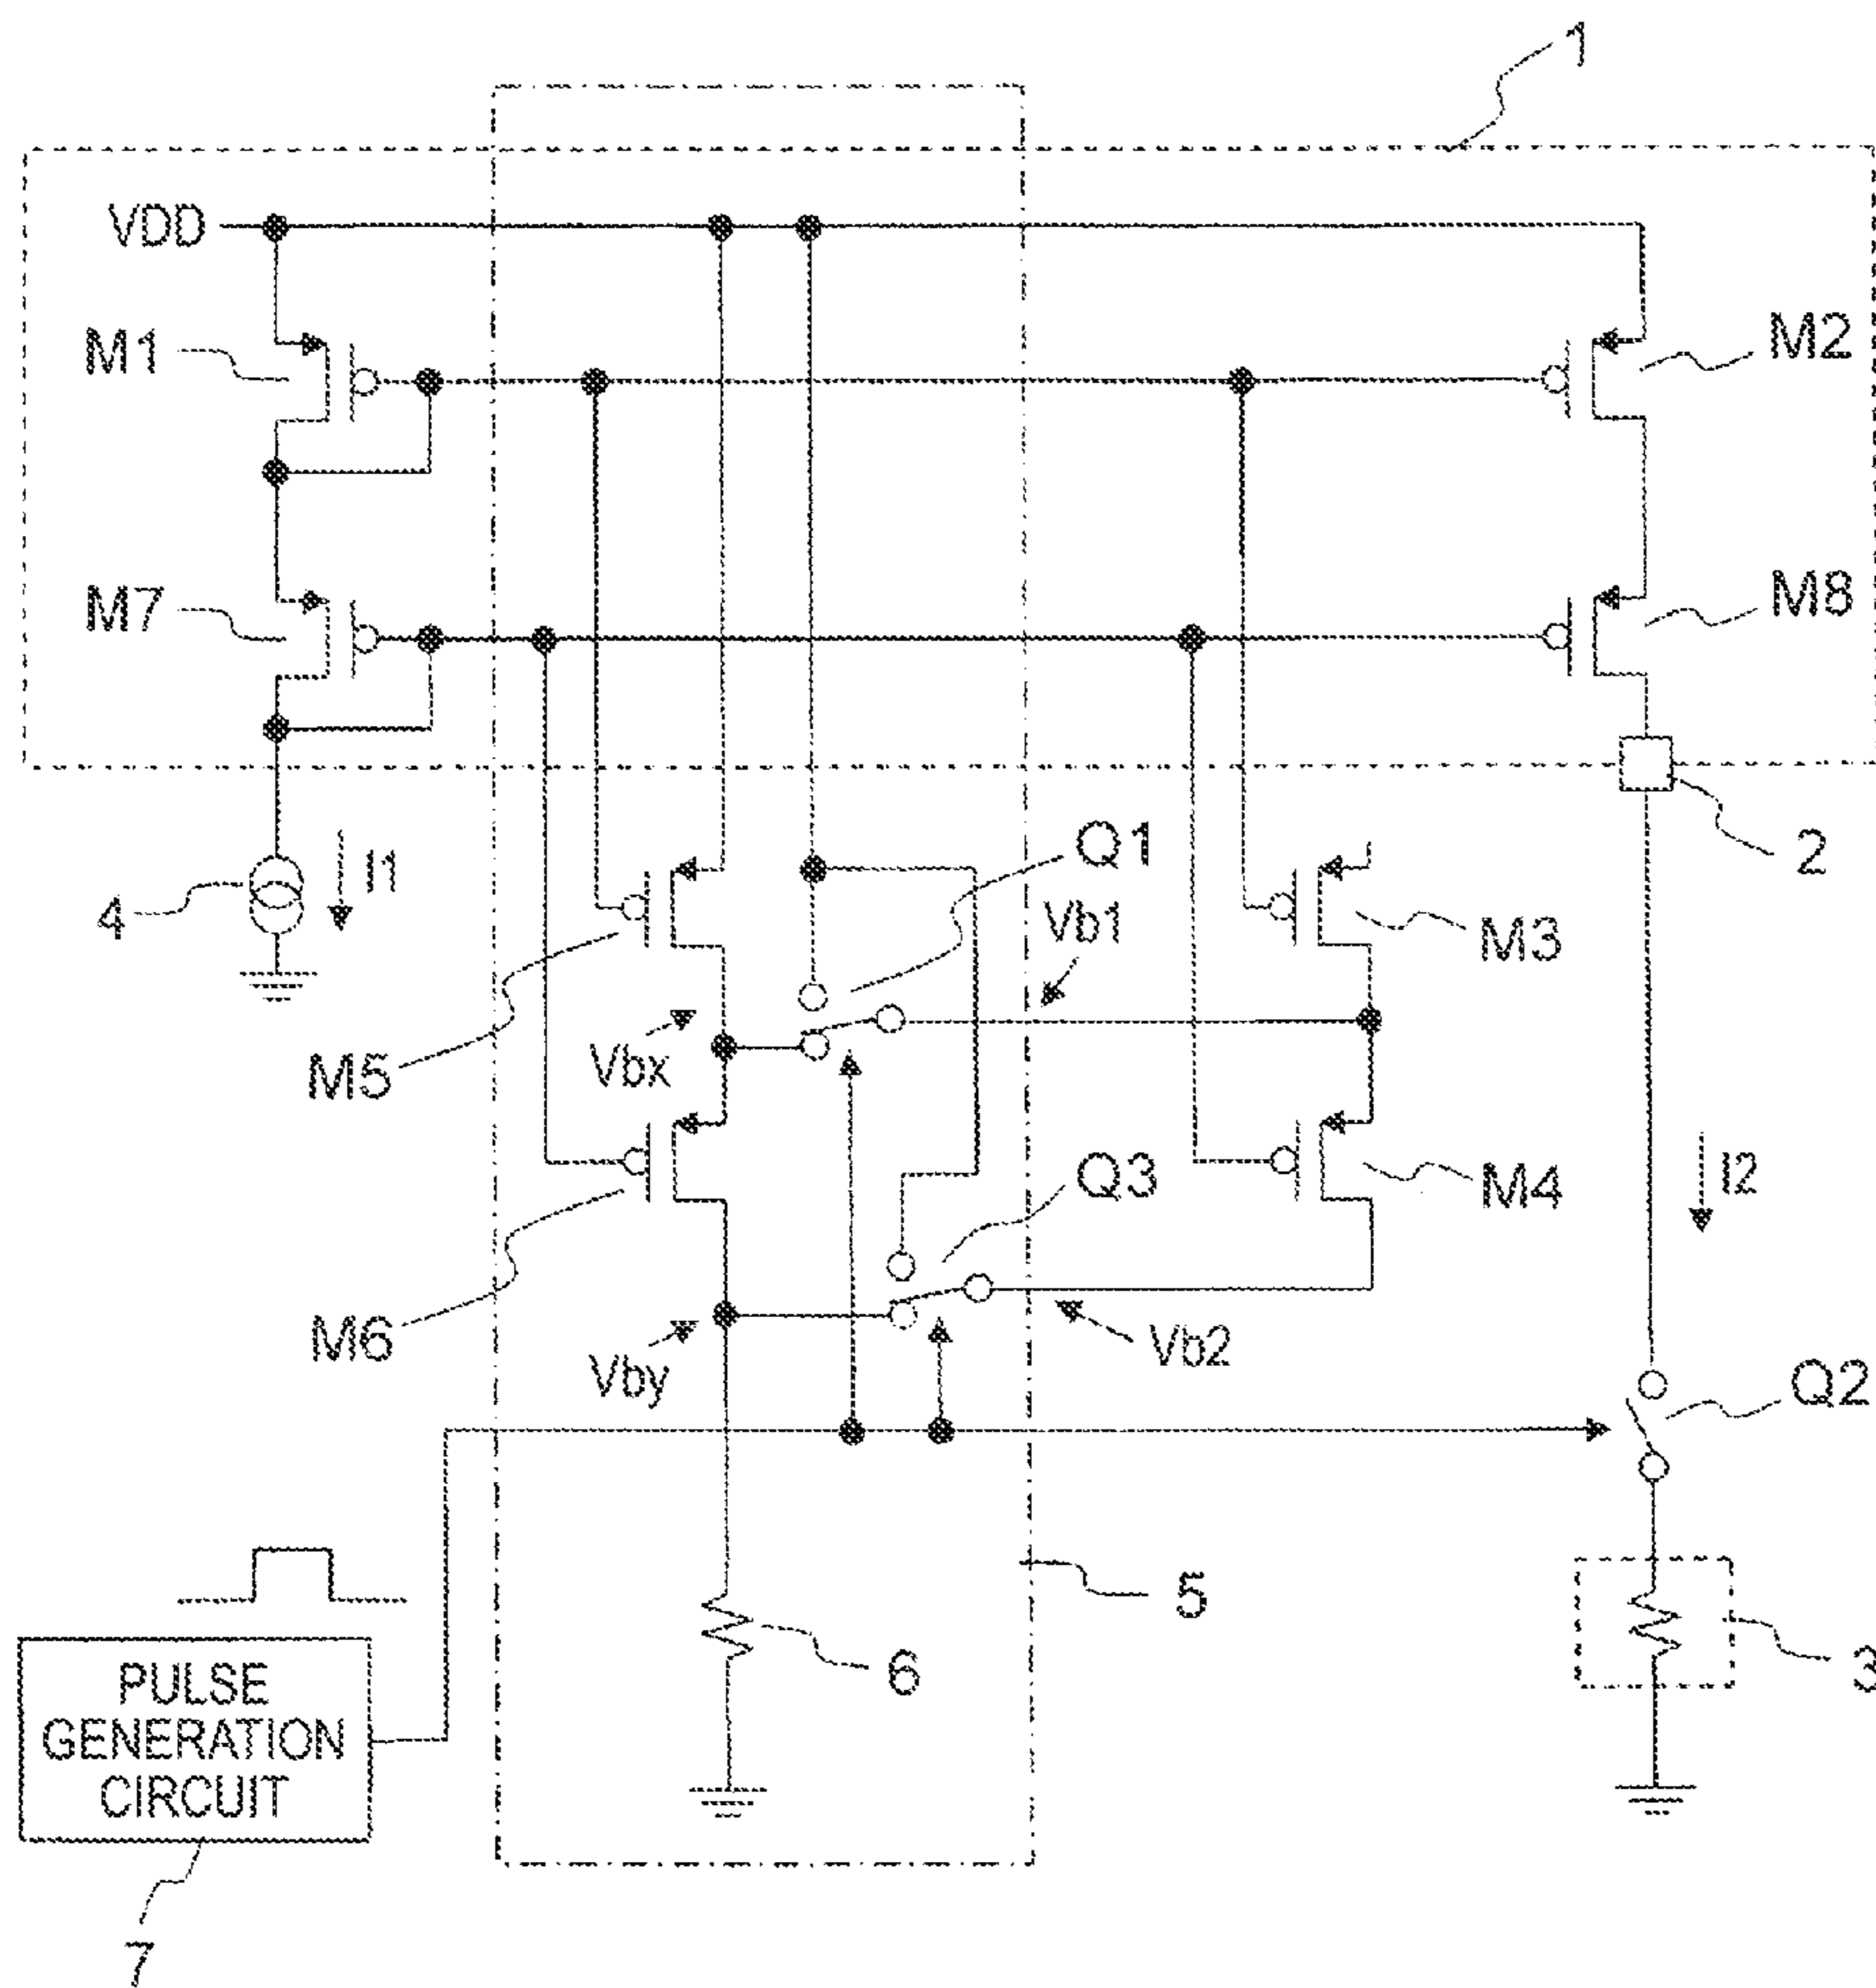 1
VDD
M1
M2
M7
M8
2
Q1
I1
4
Vb1
M3
Vbx
M5
Q3
M4
I2
M6
Vby
Vb2
Q2
5
6
3
PULSE
GENERATION
CIRCUIT
7